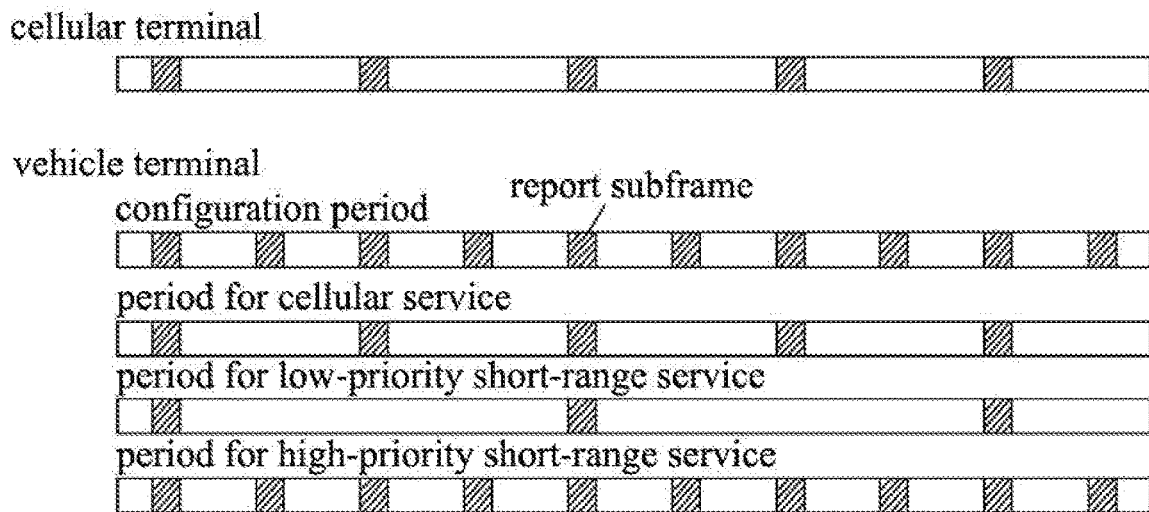 cellular terminal
vehicle terminal
report subframe
configuration period
period for cellular service
period for low-priority short-range service
period for high-priority short-range service